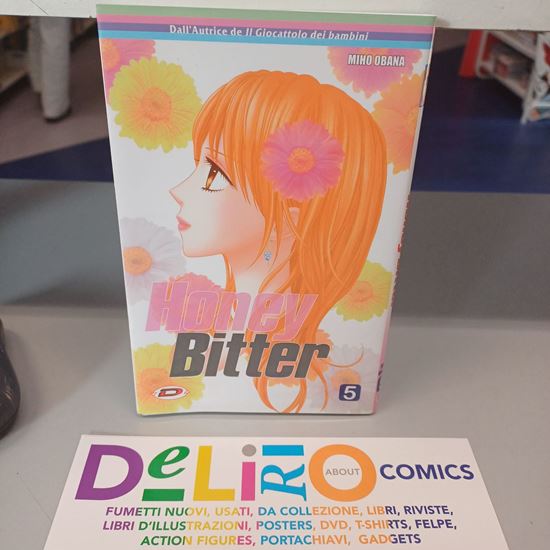 Dall'Autrice de Il Giocattolo dei bambini
MIHO OBANA
Honey
Bitter
D
5
DeLiRiO ABOUT COMICS
FUMETTI NUOVI, USATI, DA COLLEZIONE, LIBRI, RIVISTE,
LIBRI D'ILLUSTRAZIONI, POSTERS, DVD, T-SHIRTS, FELPE,
ACTION FIGURES, PORTACHIAVI, GADGETS